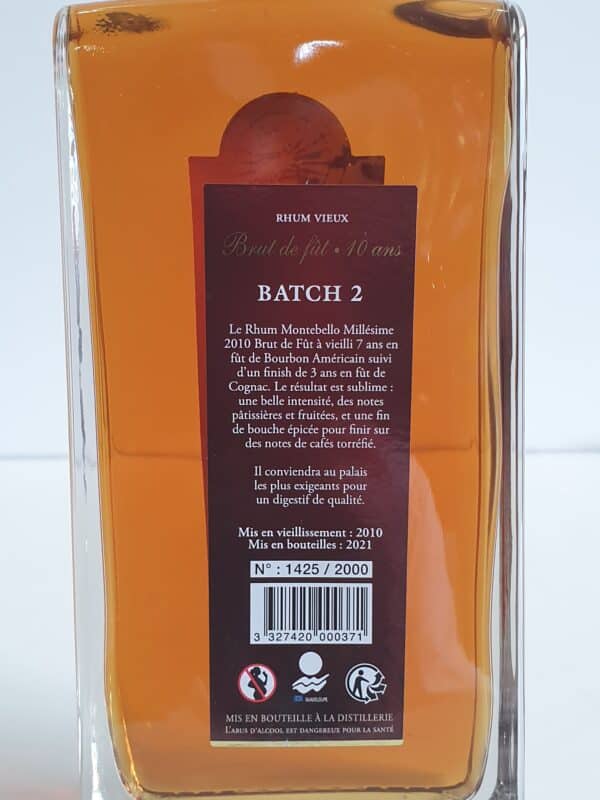 RHUM VIEUX
Brut de fût • 10 ans
BATCH 2
Le Rhum Montebello Millésime
2010 Brut de Fût à vieilli 7 ans en
fût de Bourbon Américain suivi
d'un finish de 3 ans en fût de
Cognac. Le résultat est sublime :
une belle intensité, des notes
pâtissières et fruitées, et une fin
de bouche épicée pour finir sur
des notes de cafés torréfié.
Il conviendra au palais
les plus exigeants pour
un digestif de qualité.
Mis en vieillissement : 2010
Mis en bouteilles : 2021
N° : 1425 / 2000
3 327420 000371
GUADELOUPE
MIS EN BOUTEILLE À LA DISTILLERIE
L'ABUS D'ALCOOL EST DANGEREUX POUR LA SANTÉ